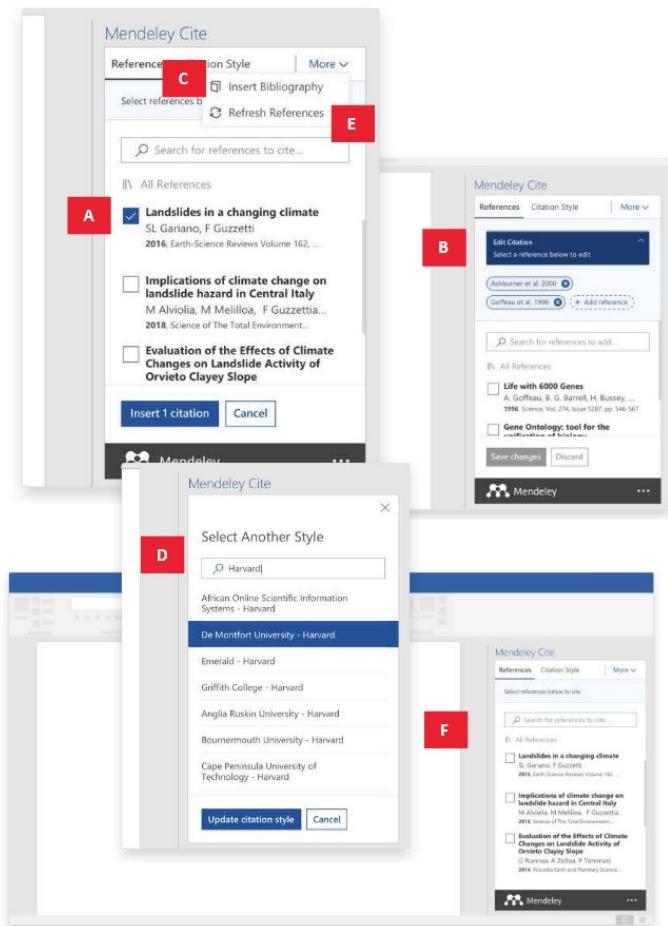 Mendeley Cite
References Citation Style More
C
Insert Bibliography
Select references b
Refresh References
E
Search for references to cite...
All References
A
Landslides in a changing climate
SL Gariano, F Guzzetti
2016, Earth-Science Reviews Volume 162, ...
Implications of climate change on
landslide hazard in Central Italy
M Alviolia, M Melilloa, F Guzzettia...
2018, Science of The Total Environment...
Evaluation of the Effects of Climate
Changes on Landslide Activity of
Orvieto Clayey Slope
Insert 1 citation Cancel
Mendeley ...
Mendeley Cite
References Citation Style More
B
Edit Citation
Select a reference below to edit
Ashburner et al. 2000
Goffeau et al. 1996 + Add reference
Search for references to add...
All References
Life with 6000 Genes
A. Goffeau, B. G. Barrell, H. Bussey, ...
1996, Science, Vol. 274, Issue 5287, pp. 546-567
Gene Ontology: tool for the
unification of biology
Save changes Discard
Mendeley ...
Mendeley Cite
Select Another Style
D
Harvard
African Online Scientific Information
Systems - Harvard
De Montfort University - Harvard
Emerald - Harvard
Griffith College - Harvard
Anglia Ruskin University - Harvard
Bournermouth University - Harvard
Cape Peninsula University of
Technology - Harvard
Update citation style Cancel
Mendeley Cite
References Citation Style More
Select references below to cite
F
Search for references to cite...
All References
Landslides in a changing climate
SL Gariano, F Guzzetti
2016, Earth-Science Reviews Volume 162, ...
Implications of climate change on
landslide hazard in Central Italy
M Alviolia, M Melilloa, F Guzzettia...
2018, Science of The Total Environment...
Evaluation of the Effects of Climate
Changes on Landslide Activity of
Orvieto Clayey Slope
G Riannaa, A Zolloa, P Tommasi
2014, Procedia Earth and Planetary Science...
Mendeley ...